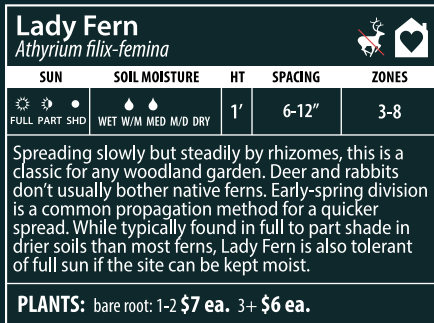 Lady Fern
Athyrium filix-femina
SUN SOIL MOISTURE HT SPACING ZONES
FULL PART SHD WET W/M MED M/D DRY 1’ 6-12” 3-8
Spreading slowly but steadily by rhizomes, this is a
classic for any woodland garden. Deer and rabbits
don’t usually bother native ferns. Early-spring division
is a common propagation method for a quicker
spread. While typically found in full to part shade in
drier soils than most ferns, Lady Fern is also tolerant
of full sun if the site can be kept moist.
PLANTS: bare root: 1-2 $7 ea. 3+ $6 ea.